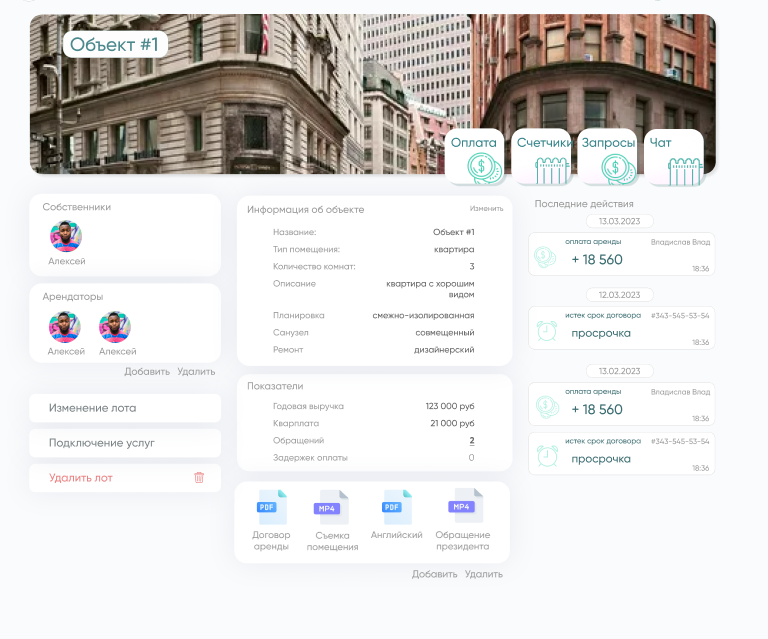 Объект #1
Оплата
Счетчики
Запросы
Чат
Собственники
Алексей
Арендаторы
Алексей
Алексей
Добавить
Удалить
Изменение лота
Подключение услуг
Удалить лот
Информация об объекте
Изменить
Название:
Объект #1
Тип помещения:
квартира
Количество комнат:
3
Описание
квартира с хорошим
видом
Планировка
смежно-изолированная
Санузел
совмещенный
Ремонт
дизайнерский
Показатели
Годовая выручка
123 000 руб
Кварплата
21 000 руб
Обращений
2
Задержек оплаты
0
PDF
Договор
аренды
MP4
Съемка
помещения
PDF
Английский
MP4
Обращение
президента
Добавить
Удалить
Последние действия
13.03.2023
оплата аренды
Владислав Влад
+ 18 560
18:36
12.03.2023
истек срок договора
#343-545-53-54
просрочка
18:36
13.02.2023
оплата аренды
Владислав Влад
+ 18 560
18:36
истек срок договора
#343-545-53-54
просрочка
18:36